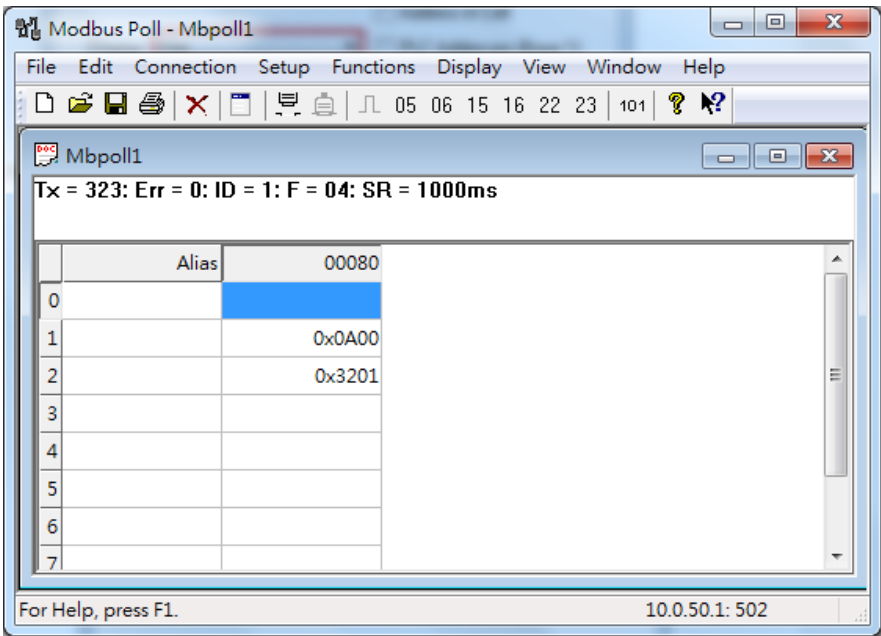 Modbus Poll - Mbpoll1
File Edit Connection Setup Functions Display View Window Help
05 06 15 16 22 23 101
Mbpoll1
Tx = 323: Err = 0: ID = 1: F = 04: SR = 1000ms
Alias 00080
0
1 0x0A00
2 0x3201
3
4
5
6
7
For Help, press F1. 10.0.50.1: 502